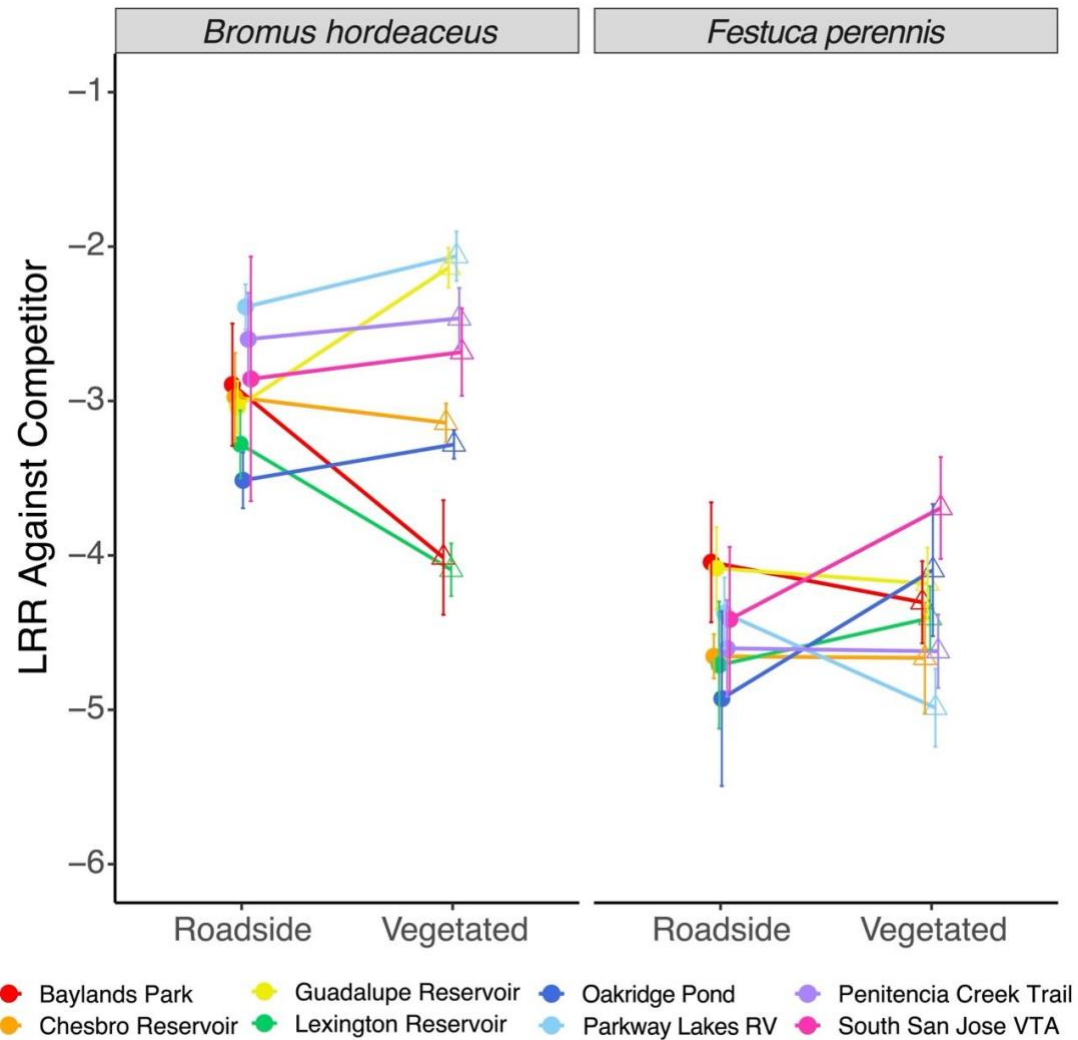 Bromus hordeaceus Festuca perennis
LRR Against Competitor
−1
−2
−3
−4
−5
−6
Roadside Vegetated Roadside Vegetated
Baylands Park Guadalupe Reservoir Oakridge Pond Penitencia Creek Trail
Chesbro Reservoir Lexington Reservoir Parkway Lakes RV South San Jose VTA